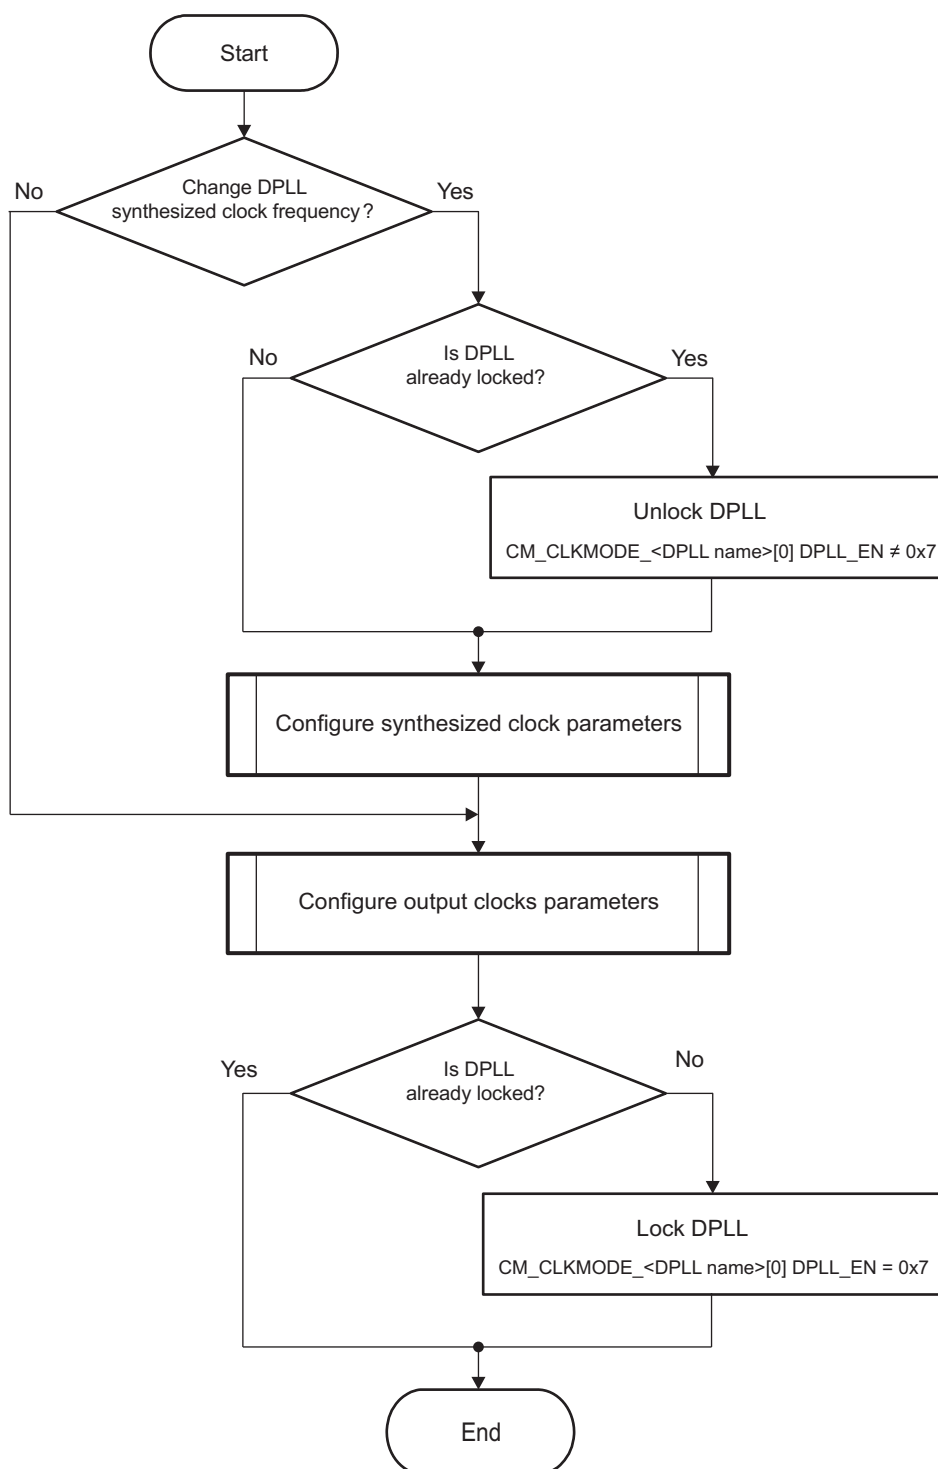 Start
Change DPLL
synthesized clock frequency?
No
Yes
Is DPLL
already locked?
No
Yes
Unlock DPLL
CM_CLKMODE_<DPLL name>[0] DPLL_EN ≠ 0x7
Configure synthesized clock parameters
Configure output clocks parameters
Is DPLL
already locked?
Yes
No
Lock DPLL
CM_CLKMODE_<DPLL name>[0] DPLL_EN = 0x7
End